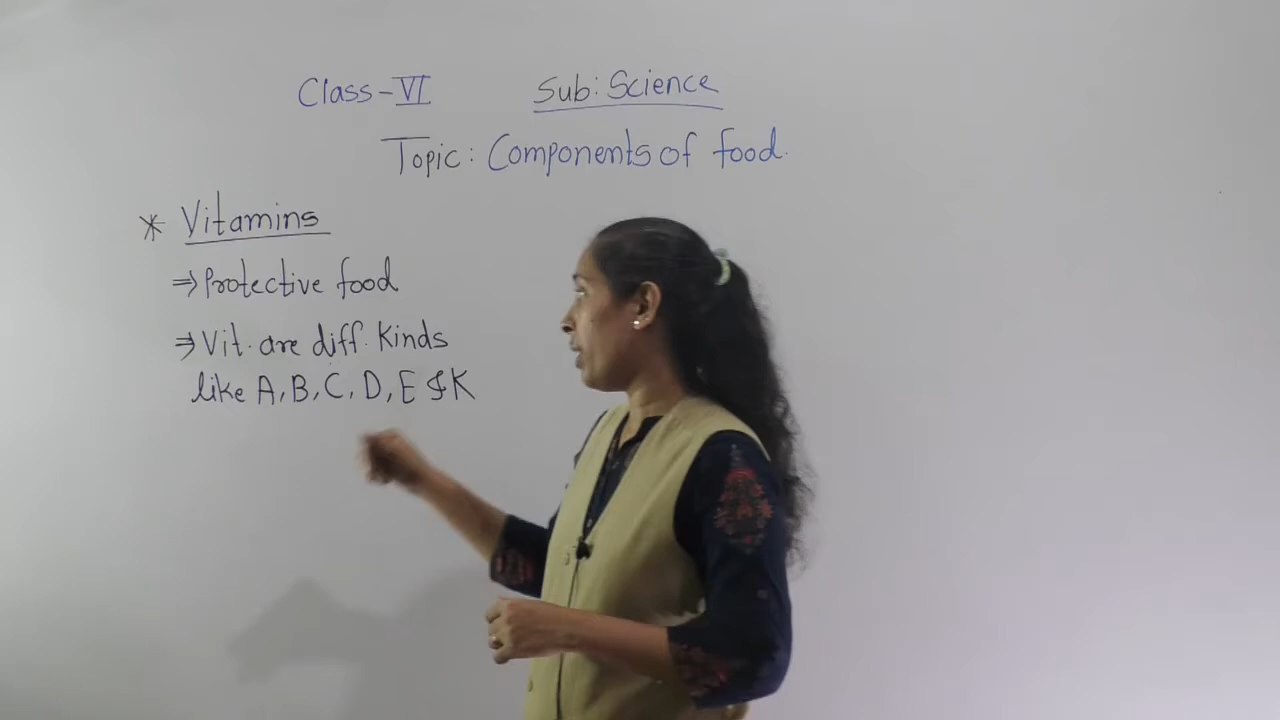 Class-VI Sub: Science
Topic: Components of food.
* Vitamins
⇒ Protective food
⇒ Vit. are diff. kinds
like A, B, C, D, E & K